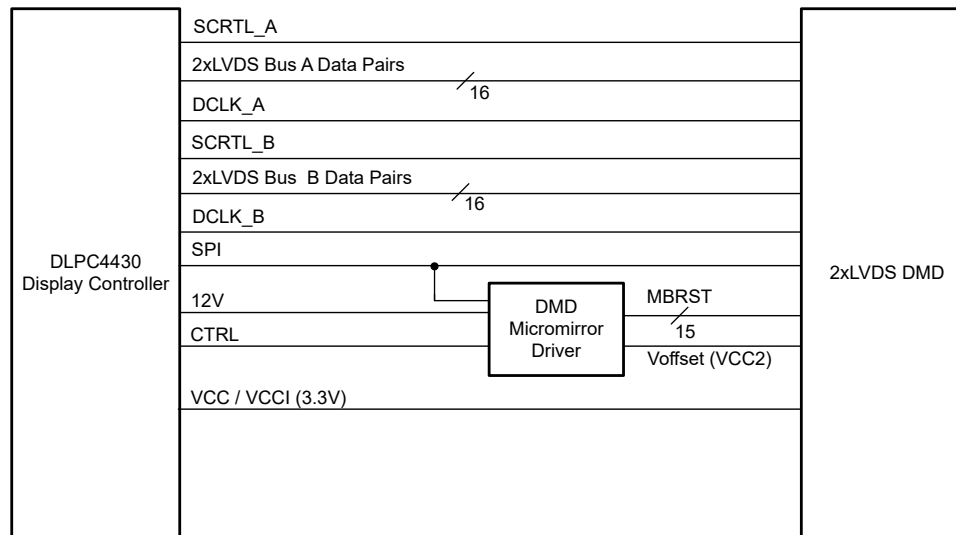 SCRTL_A
2xLVDS Bus A Data Pairs
16
DCLK_A
SCRTL_B
2xLVDS Bus B Data Pairs
16
DCLK_B
SPI
DLPC4430
Display Controller
2xLVDS DMD
12V
CTRL
DMD
Micromirror
Driver
MBRST
15
Voffset (VCC2)
VCC / VCCI (3.3V)